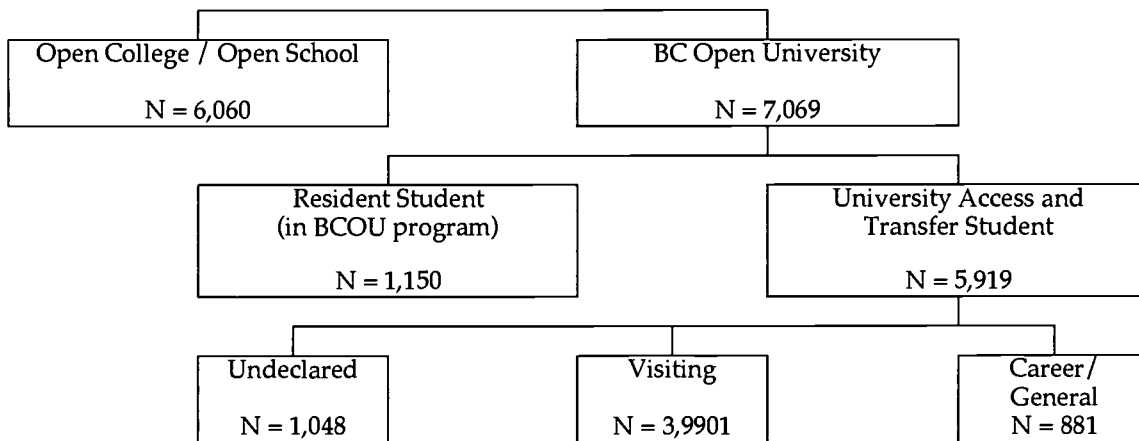 Open College / Open School
N = 6,060
BC Open University
N = 7,069
Resident Student
(in BCOU program)
N = 1,150
University Access and
Transfer Student
N = 5,919
Undeclared
N = 1,048
Visiting
N = 3,9901
Career/
General
N = 881